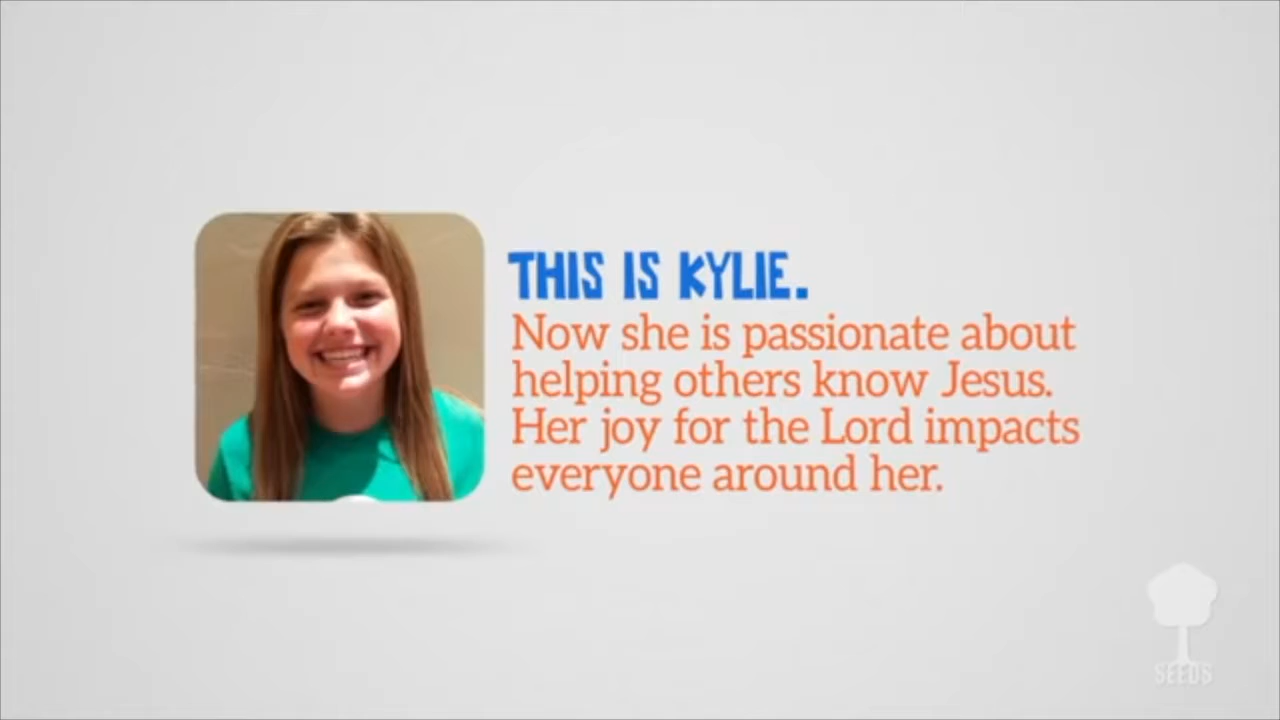 THIS IS KYLIE.
Now she is passionate about
helping others know Jesus.
Her joy for the Lord impacts
everyone around her.
SEEDS